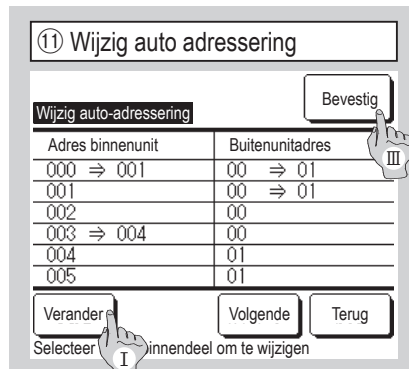 ⑪ Wijzig auto adressering
Bevestig
Wijzig auto-adressering
Adres binnenunit Buitenunitadres
000 ⇒ 001 00 ⇒ 01
001 00 ⇒ 01
002 00
003 ⇒ 004 00
004 01
005 01
III
Verander Volgende Terug
Selecteer binnendeel om te wijzigen
I